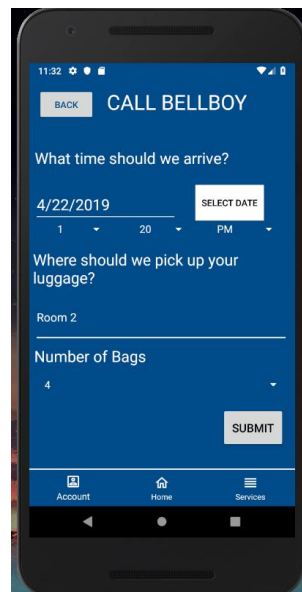 11:32
BACK CALL BELLBOY
What time should we arrive?
4/22/2019 SELECT DATE
1 20 PM
Where should we pick up your
luggage?
Room 2
Number of Bags
4
SUBMIT
Account Home Services